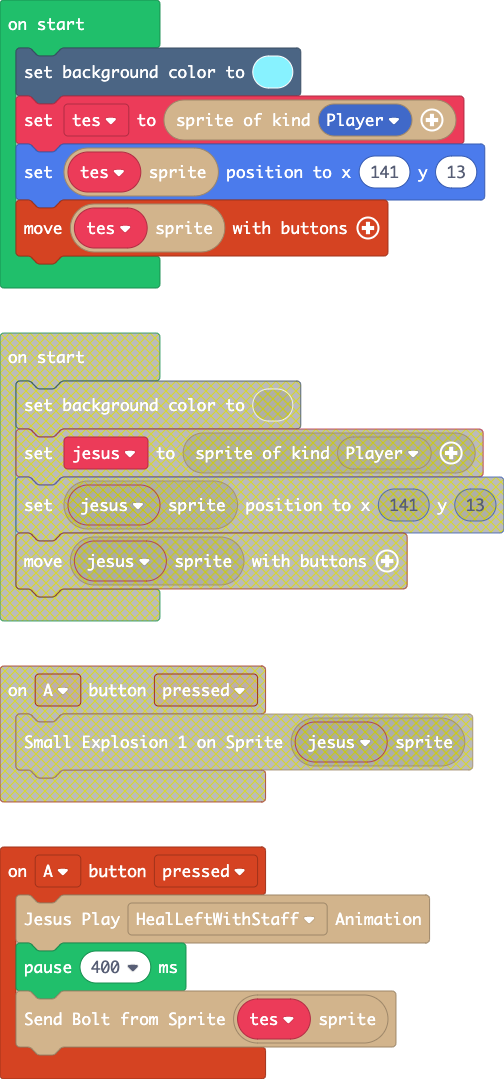 on start
set background color to
set tes to sprite of kind Player
set tes sprite position to x 141 y 13
move tes sprite with buttons
on start
set background color to
set jesus to sprite of kind Player
set jesus sprite position to x 141 y 13
move jesus sprite with buttons
on A button pressed
Small Explosion 1 on Sprite jesus sprite
on A button pressed
Jesus Play HealLeftWithStaff Animation
pause 400 ms
Send Bolt from Sprite tes sprite